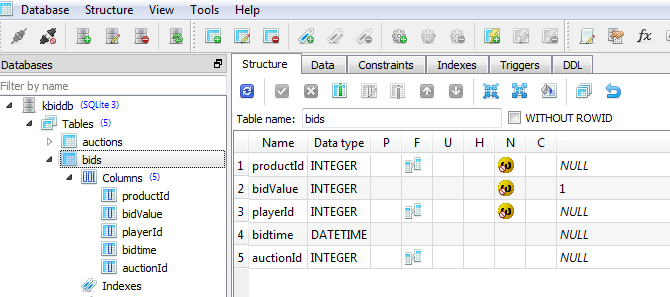 Database Structure View Tools Help
Databases
Filter by name
kbiddb (SQLite 3)
Tables (5)
auctions
bids
Columns (5)
productId
bidValue
playerId
bidtime
auctionId
Indexes
Structure Data Constraints Indexes Triggers DDL
Table name: bids WITHOUT ROWID
Name Data type P F U H N C
1 productId INTEGER NULL
2 bidValue INTEGER 1
3 playerId INTEGER NULL
4 bidtime DATETIME NULL
5 auctionId INTEGER NULL